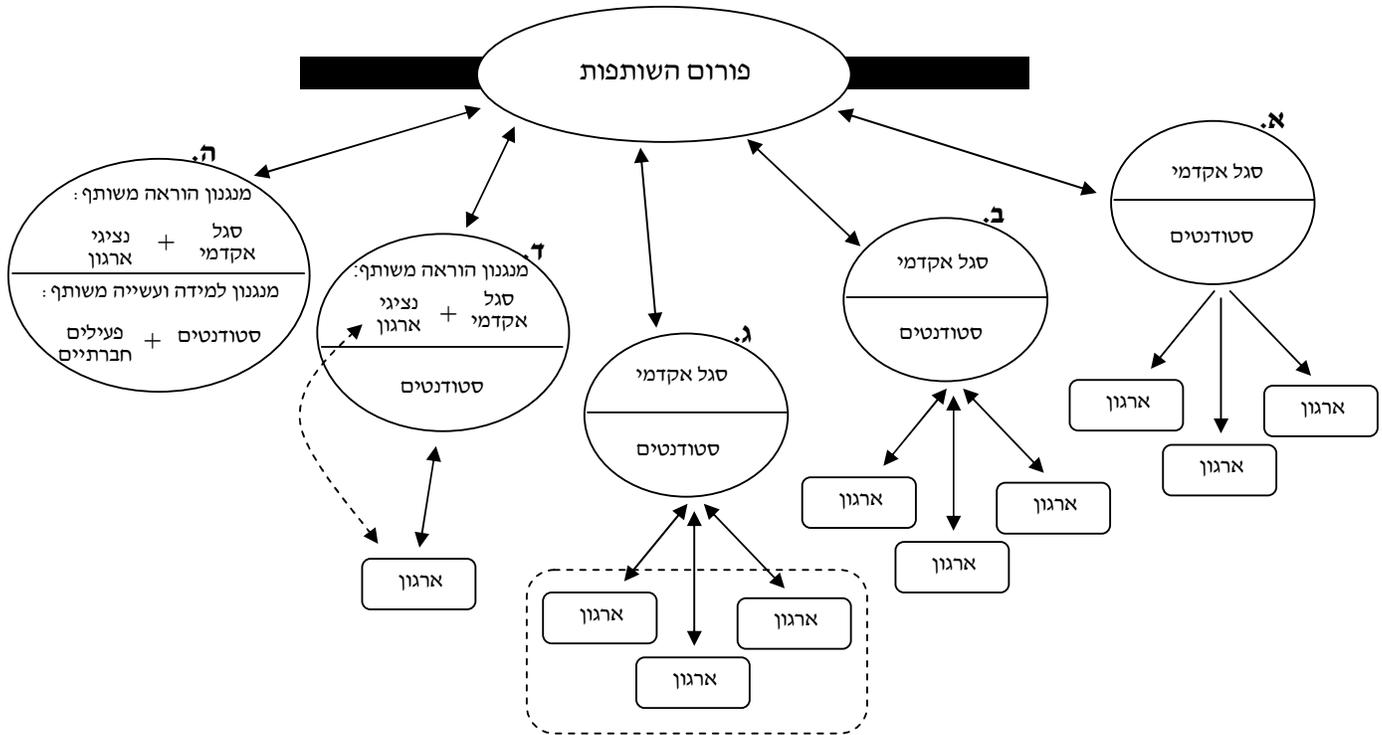 פורום השותפות
א.
סגל אקדמי
סטודנטים
ארגון
ארגון
ארגון
ב.
סגל אקדמי
סטודנטים
ארגון
ארגון
ארגון
ג.
סגל אקדמי
סטודנטים
ארגון
ארגון
ארגון
ד.
מנגנון הוראה משותף:
סגל + נציגי
אקדמי ארגון
סטודנטים
ארגון
ה.
מנגנון הוראה משותף:
סגל + נציגי
אקדמי ארגון
מנגנון למידה ועשייה משותף:
סטודנטים + פעילים
חברתיים